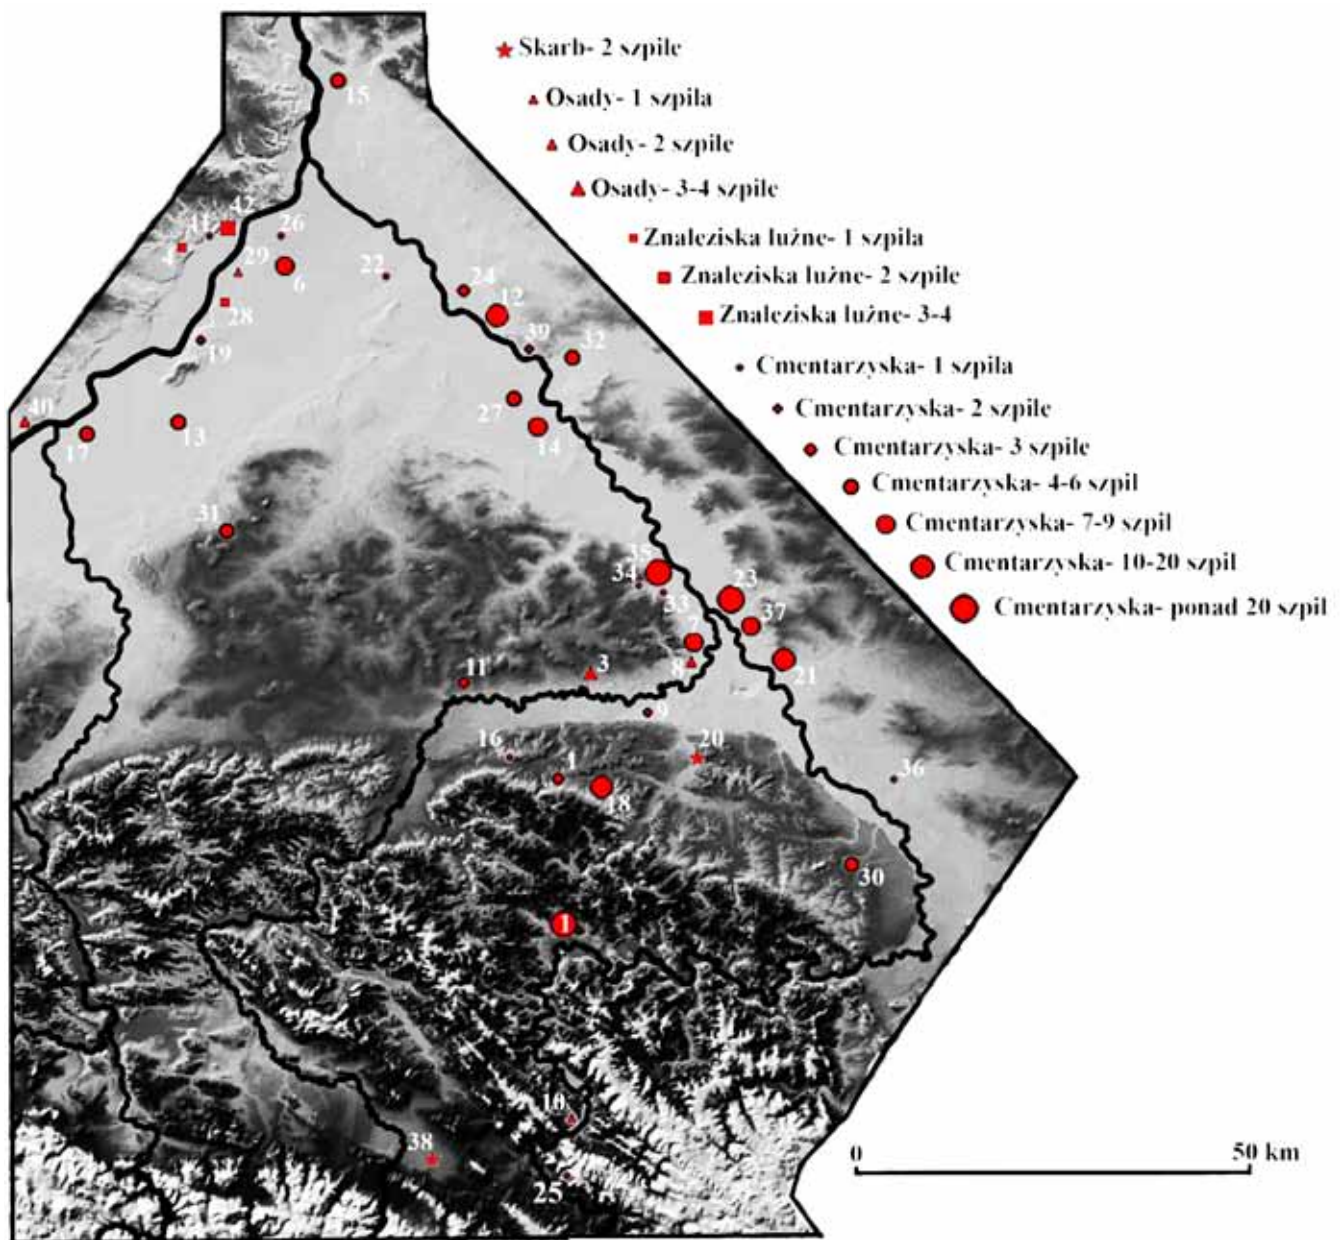 Skarb- 2 szpile
Osady- 1 szpila
Osady- 2 szpile
Osady- 3-4 szpile
Znaleziska luźne- 1 szpila
Znaleziska luźne- 2 szpile
Znaleziska luźne- 3-4
Cmentarzyska- 1 szpila
Cmentarzyska- 2 szpile
Cmentarzyska- 3 szpile
Cmentarzyska- 4-6 szpil
Cmentarzyska- 7-9 szpil
Cmentarzyska- 10-20 szpil
Cmentarzyska- ponad 20 szpil
15
42
41
26
4
29
6
22
24
12
28
39
32
19
40
27
17
13
14
31
35
34
23
33
37
7
8
21
11
3
9
16
20
1
18
36
30
1
10
38
25
0
50 km